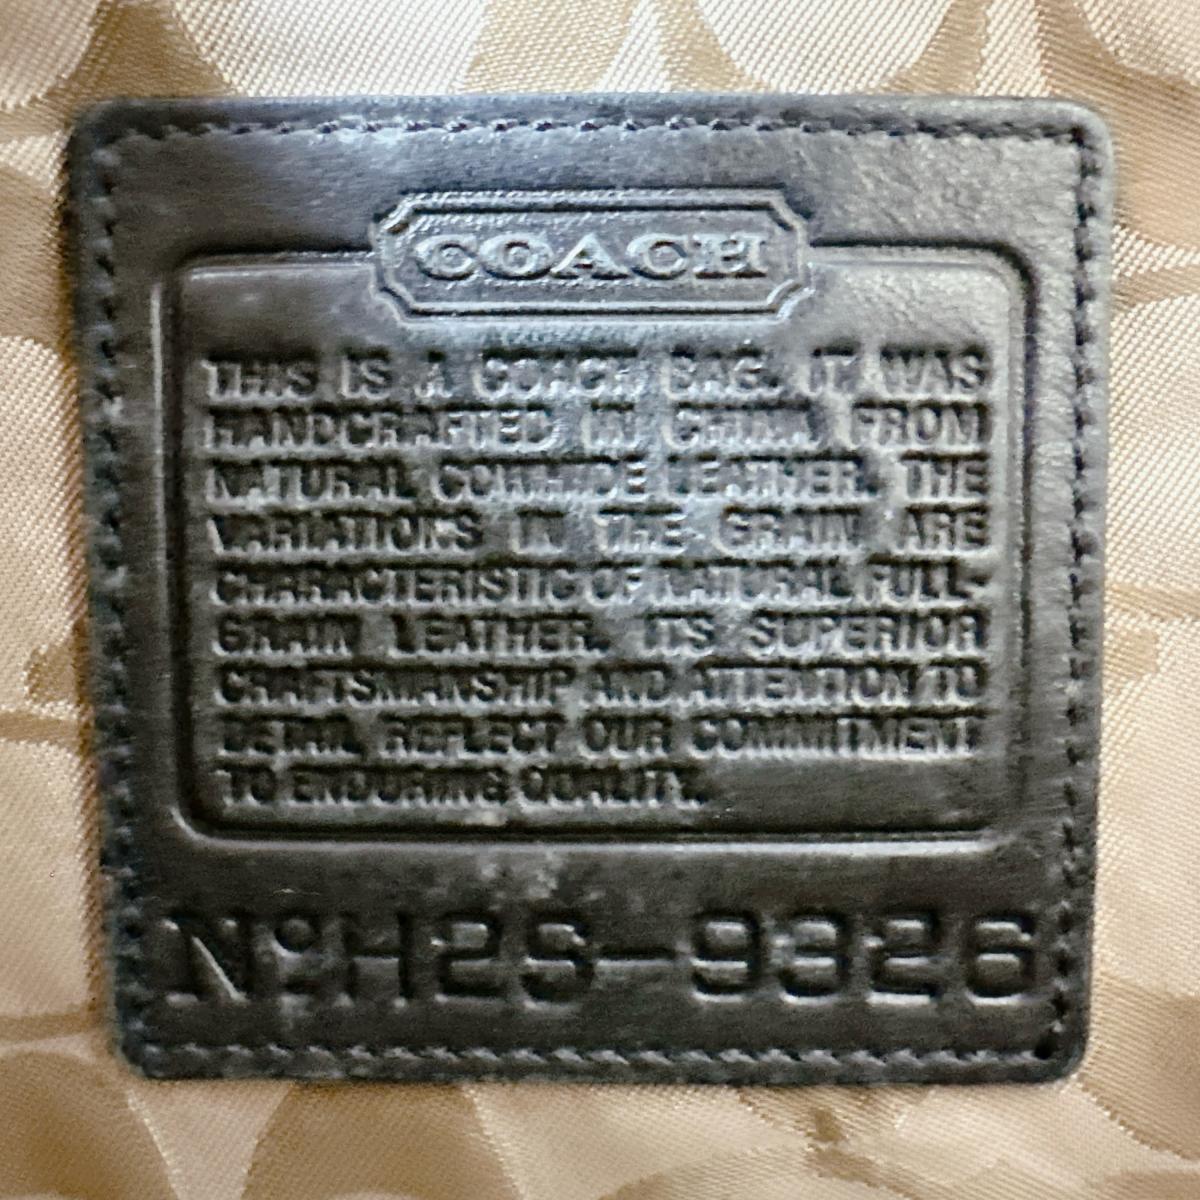 COACH
THIS IS A COACH BAG. IT WAS
HANDCRAFTED IN CHINA FROM
NATURAL COWHIDE LEATHER. THE
VARIATIONS IN THE GRAIN ARE
CHARACTERISTIC OF NATURAL FULL-
GRAIN LEATHER. ITS SUPERIOR
CRAFTSMANSHIP AND ATTENTION TO
DETAIL REFLECT OUR COMMITMENT
TO ENDURING QUALITY.
Nº H2S-9326